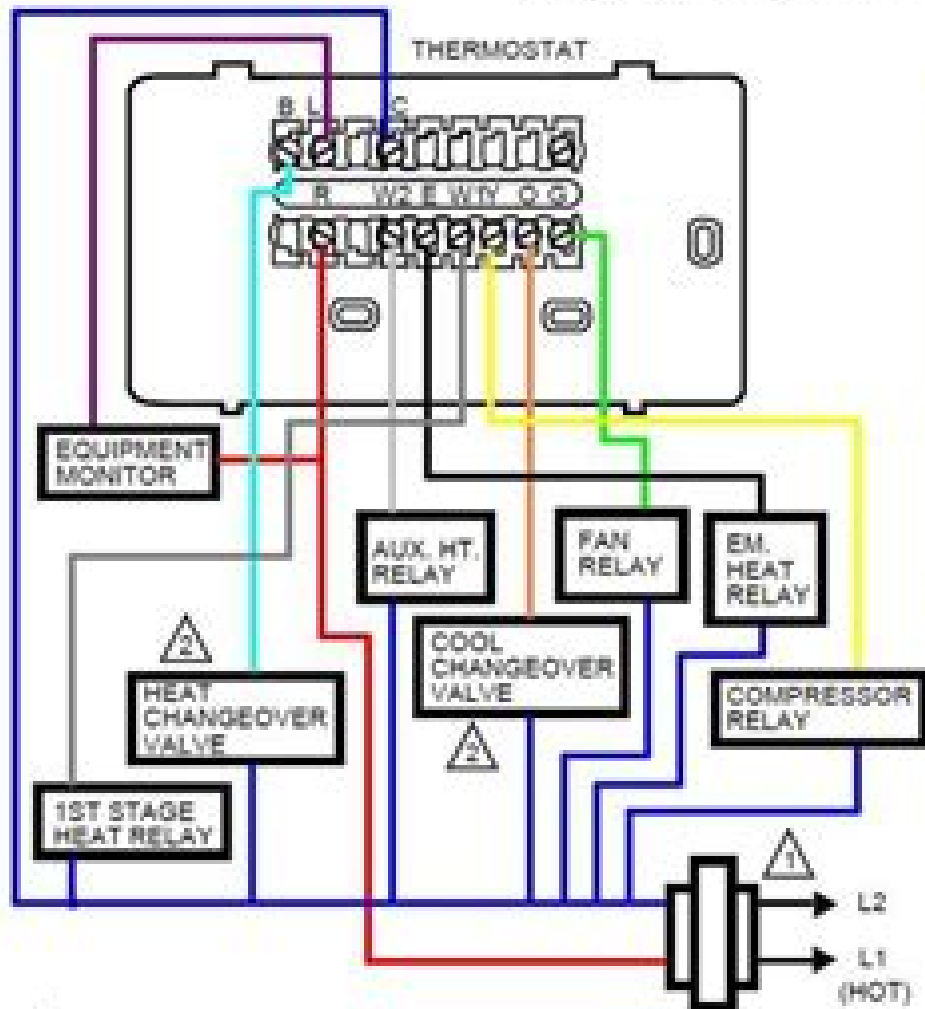 THERMOSTAT
B L C
R W2 E W1Y O G
EQUIPMENT
MONITOR
AUX. HT.
RELAY
FAN
RELAY
EM.
HEAT
RELAY
2
HEAT
CHANGEOVER
VALVE
COOL
CHANGEOVER
VALVE
2
COMPRESSOR
RELAY
1ST STAGE
HEAT RELAY
1
L2
L1
(HOT)